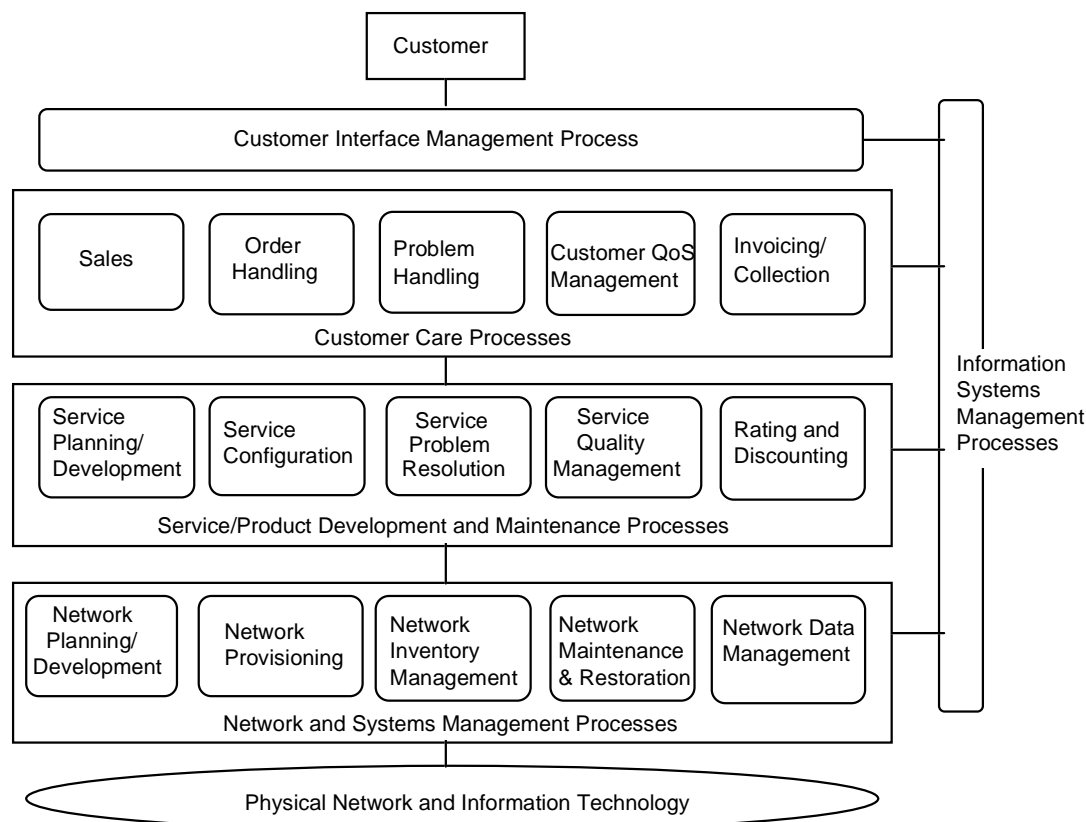 Customer
Customer Interface Management Process
Sales
Order
Handling
Problem
Handling
Customer QoS
Management
Invoicing/
Collection
Customer Care Processes
Information
Systems
Management
Processes
Service
Planning/
Development
Service
Configuration
Service
Problem
Resolution
Service
Quality
Management
Rating and
Discounting
Service/Product Development and Maintenance Processes
Network
Planning/
Development
Network
Provisioning
Network
Inventory
Management
Network
Maintenance
& Restoration
Network Data
Management
Network and Systems Management Processes
Physical Network and Information Technology